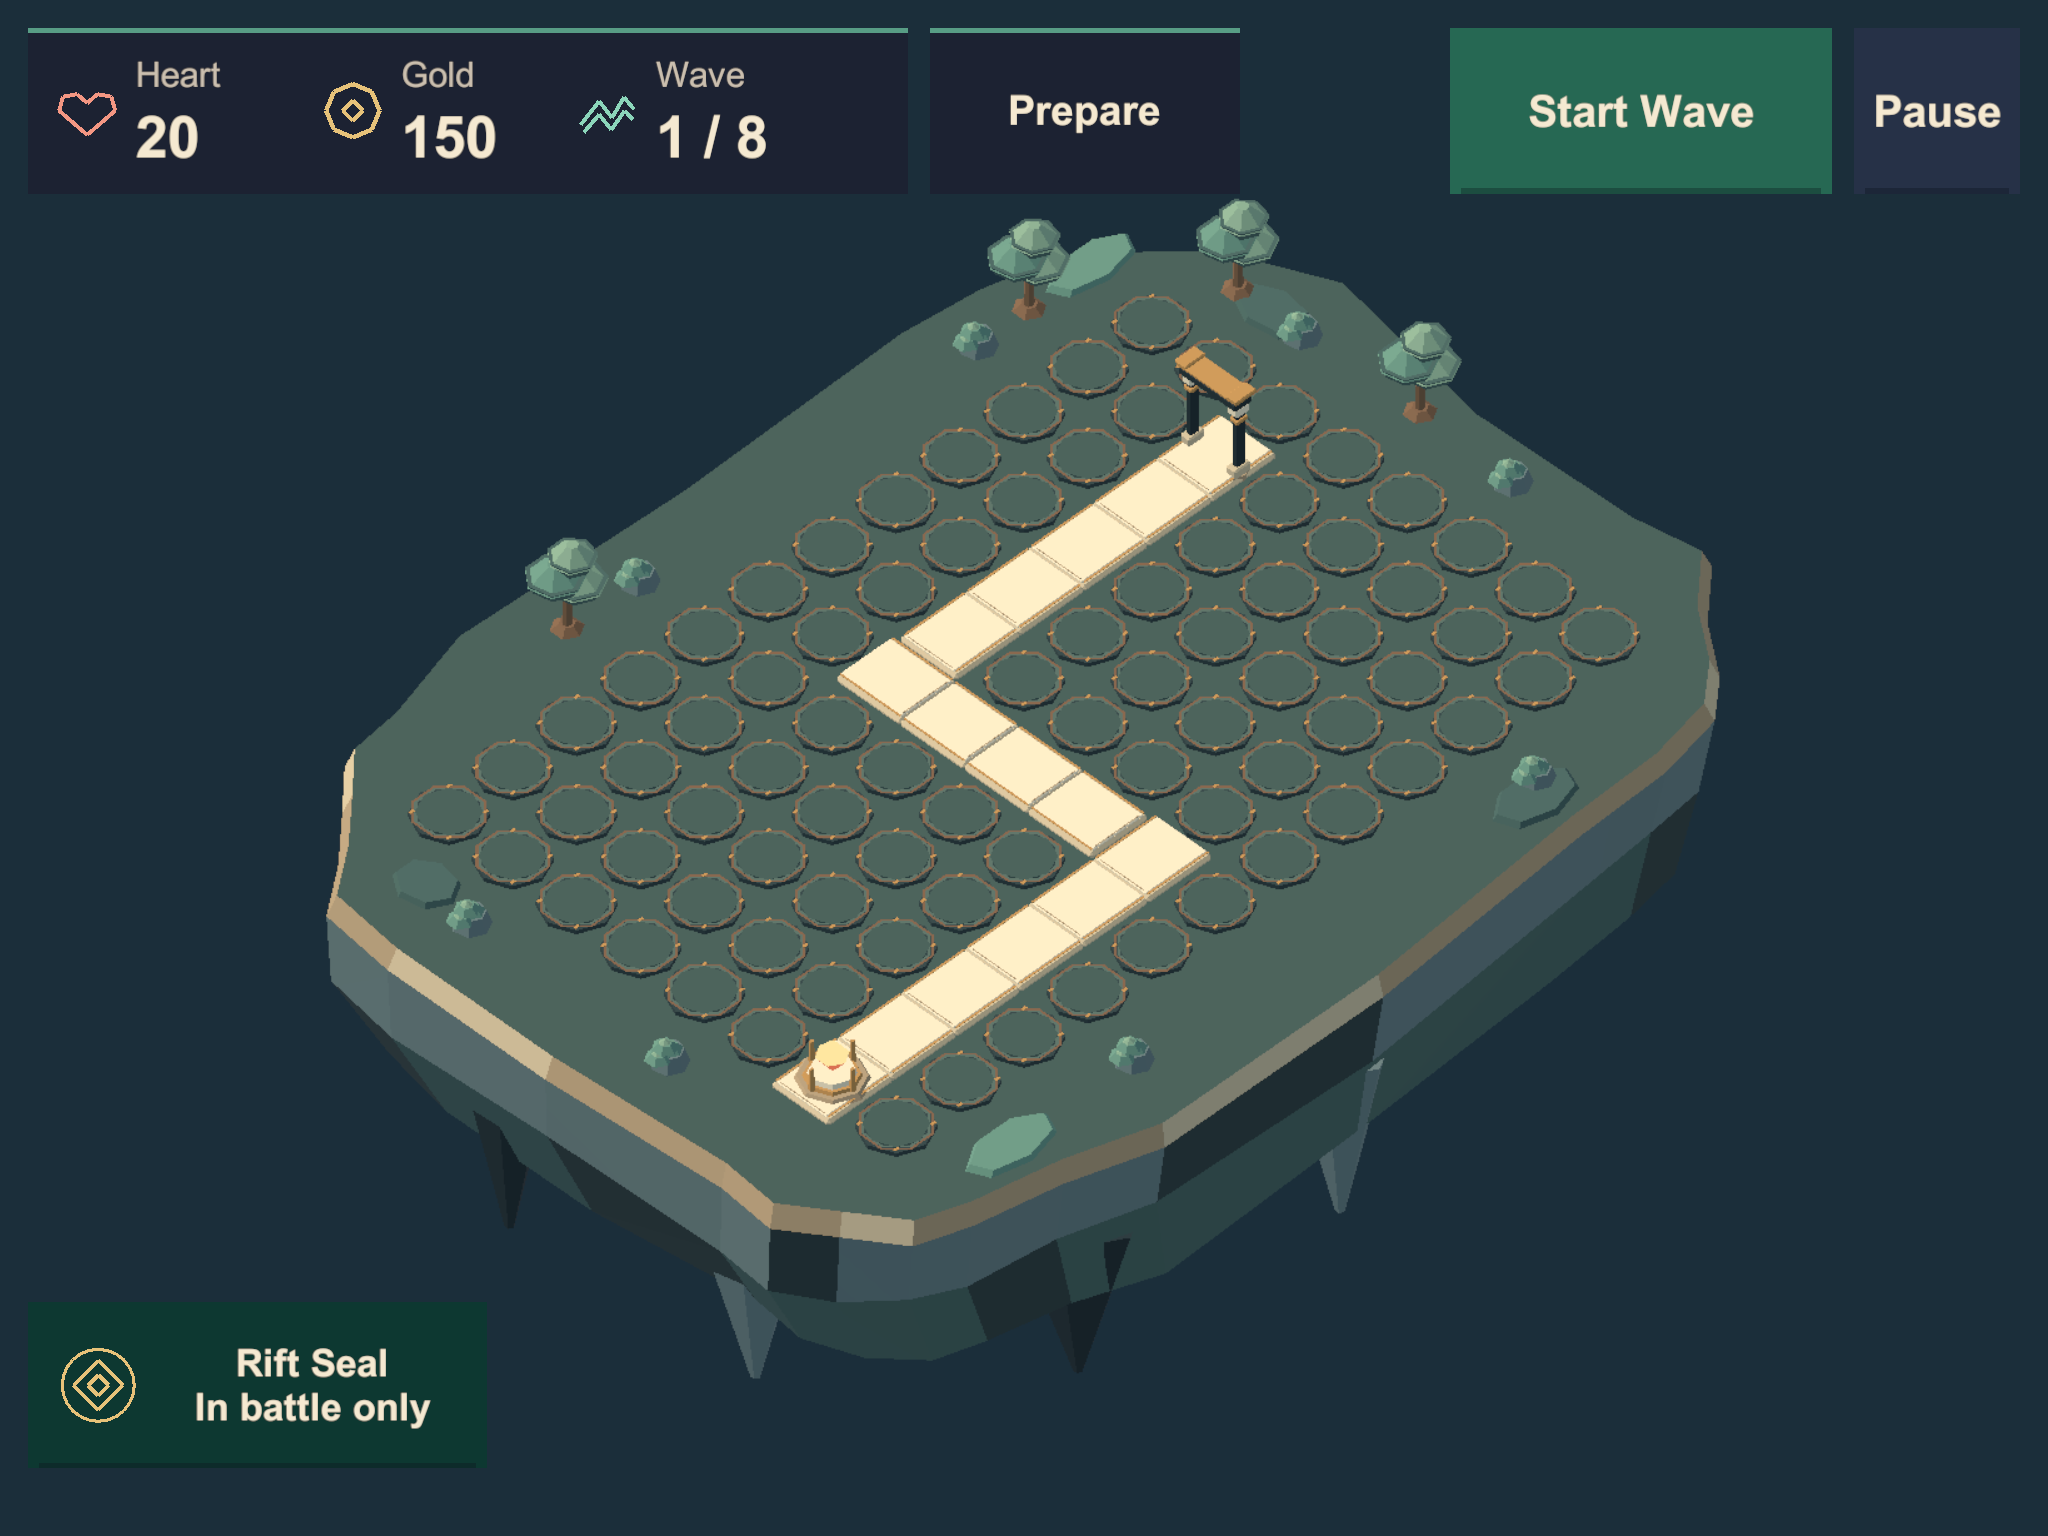 Heart
20
Gold
150
Wave
1 / 8
Prepare
Start Wave
Pause
Rift Seal
In battle only